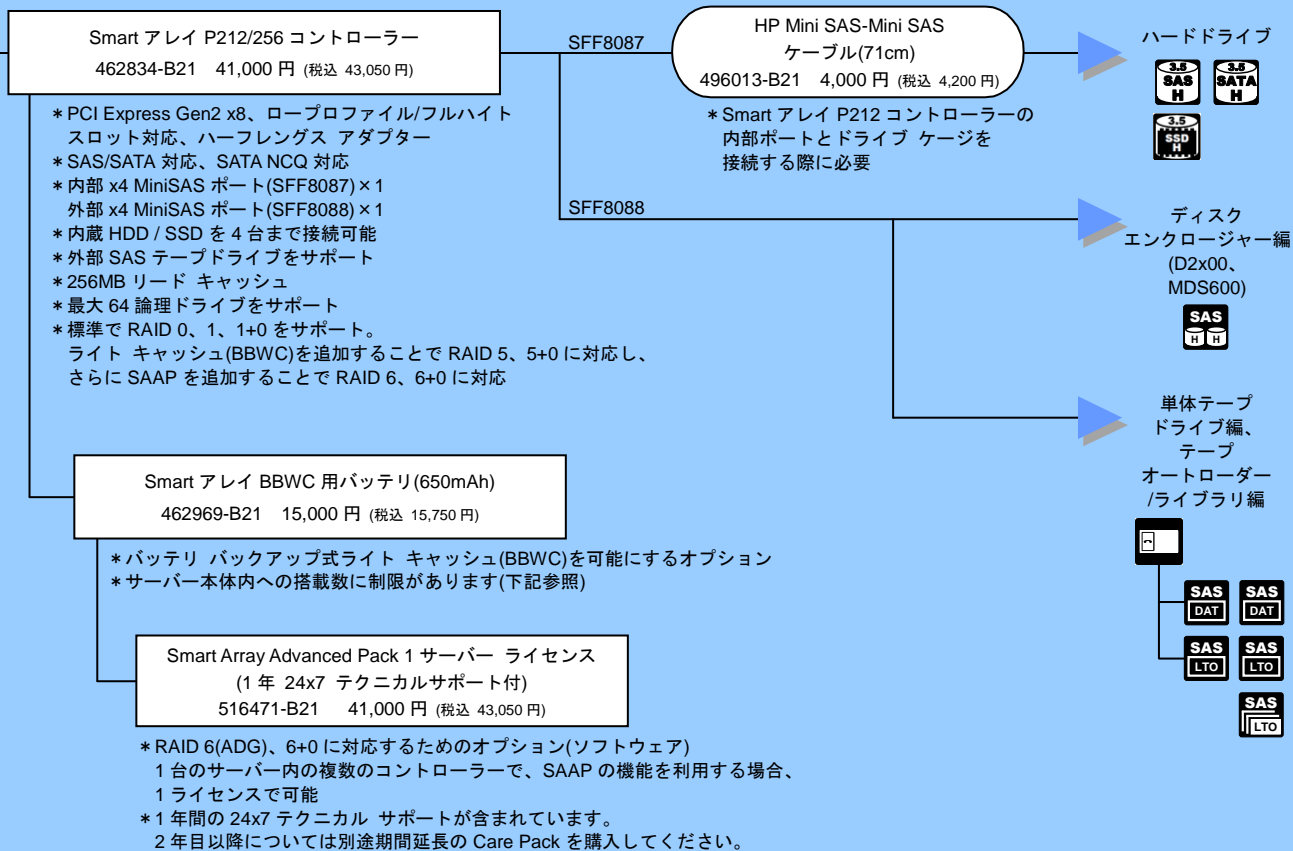 Smart アレイ P212/256 コントローラー
462834-B21 41,000 円 (税込 43,050 円)
SFF8087
HP Mini SAS-Mini SAS
ケーブル(71cm)
496013-B21 4,000 円 (税込 4,200 円)
ハードドライブ
3.5
SAS
H
3.5
SATA
H
3.5
SSD
H
*PCI Express Gen2 x8、ロープロファイル/フルハイト
スロット対応、ハーフレングス アダプター
*SAS/SATA 対応、SATA NCQ 対応
*内部 x4 MiniSAS ポート(SFF8087)×1
外部 x4 MiniSAS ポート(SFF8088)×1
*内蔵 HDD / SSD を 4 台まで接続可能
*外部 SAS テープドライブをサポート
*256MB リード キャッシュ
*最大 64 論理ドライブをサポート
*標準で RAID 0、1、1+0 をサポート。
ライト キャッシュ(BBWC)を追加することで RAID 5、5+0 に対応し、
さらに SAAP を追加することで RAID 6、6+0 に対応
*Smart アレイ P212 コントローラーの
内部ポートとドライブ ケージを
接続する際に必要
SFF8088
ディスク
エンクロージャー編
(D2x00、
MDS600)
SAS
H H
単体テープ
ドライブ編、
テープ
オートローダー
/ライブラリ編
SAS
DAT
SAS
DAT
SAS
LTO
SAS
LTO
SAS
LTO
Smart アレイ BBWC 用バッテリ(650mAh)
462969-B21 15,000 円 (税込 15,750 円)
*バッテリ バックアップ式ライト キャッシュ(BBWC)を可能にするオプション
*サーバー本体内への搭載数に制限があります(下記参照)
Smart Array Advanced Pack 1 サーバー ライセンス
(1 年 24x7 テクニカルサポート付)
516471-B21 41,000 円 (税込 43,050 円)
*RAID 6(ADG)、6+0 に対応するためのオプション(ソフトウェア)
1 台のサーバー内の複数のコントローラーで、SAAP の機能を利用する場合、
1 ライセンスで可能
*1 年間の 24x7 テクニカル サポートが含まれています。
2 年目以降については別途期間延長の Care Pack を購入してください。